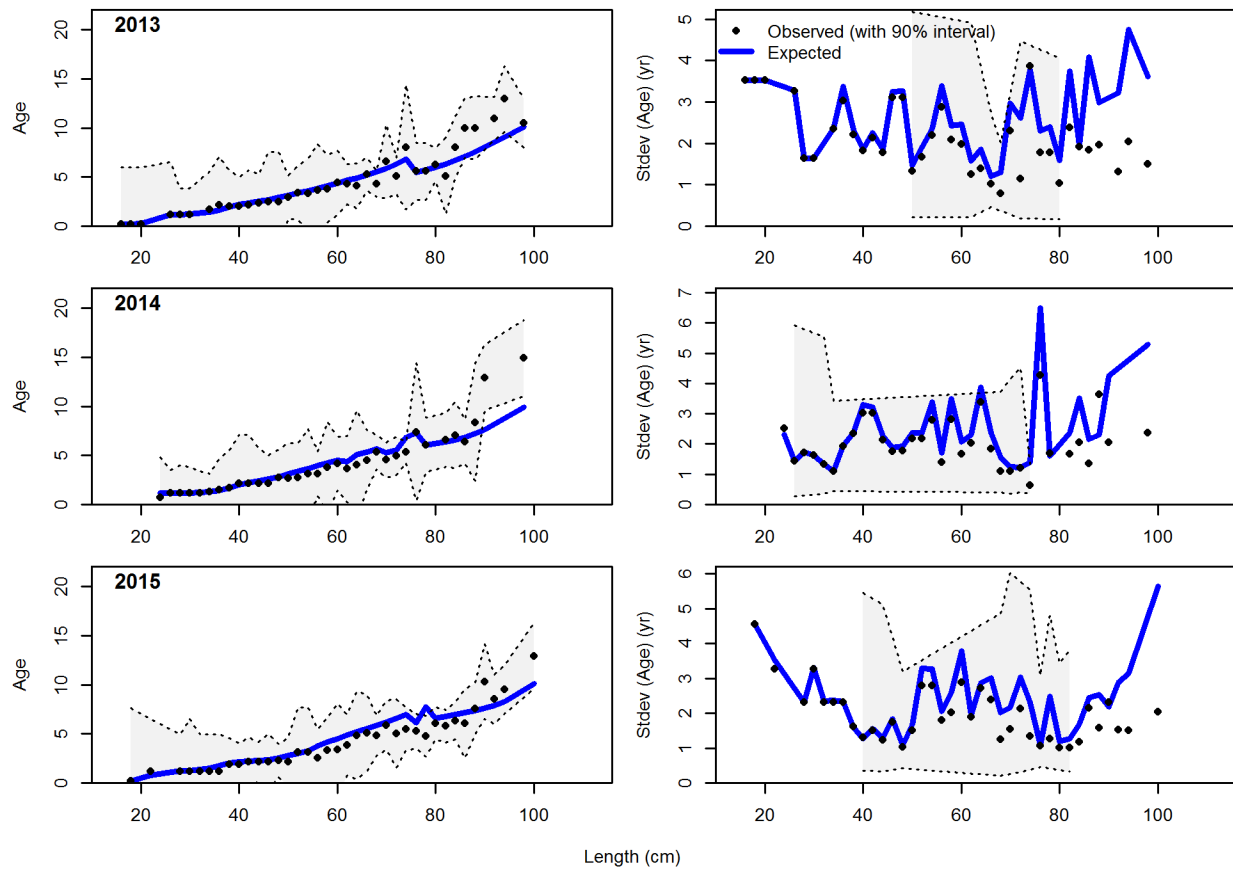 2013
Age
0 5 10 15 20
20 40 60 80 100
Observed (with 90% interval)
Expected
Stdev (Age) (yr)
0 1 2 3 4 5
20 40 60 80 100
2014
Age
0 5 10 15 20
20 40 60 80 100
Stdev (Age) (yr)
0 1 2 3 4 5 6 7
20 40 60 80 100
2015
Age
0 5 10 15 20
20 40 60 80 100
Stdev (Age) (yr)
0 1 2 3 4 5 6
20 40 60 80 100
Length (cm)